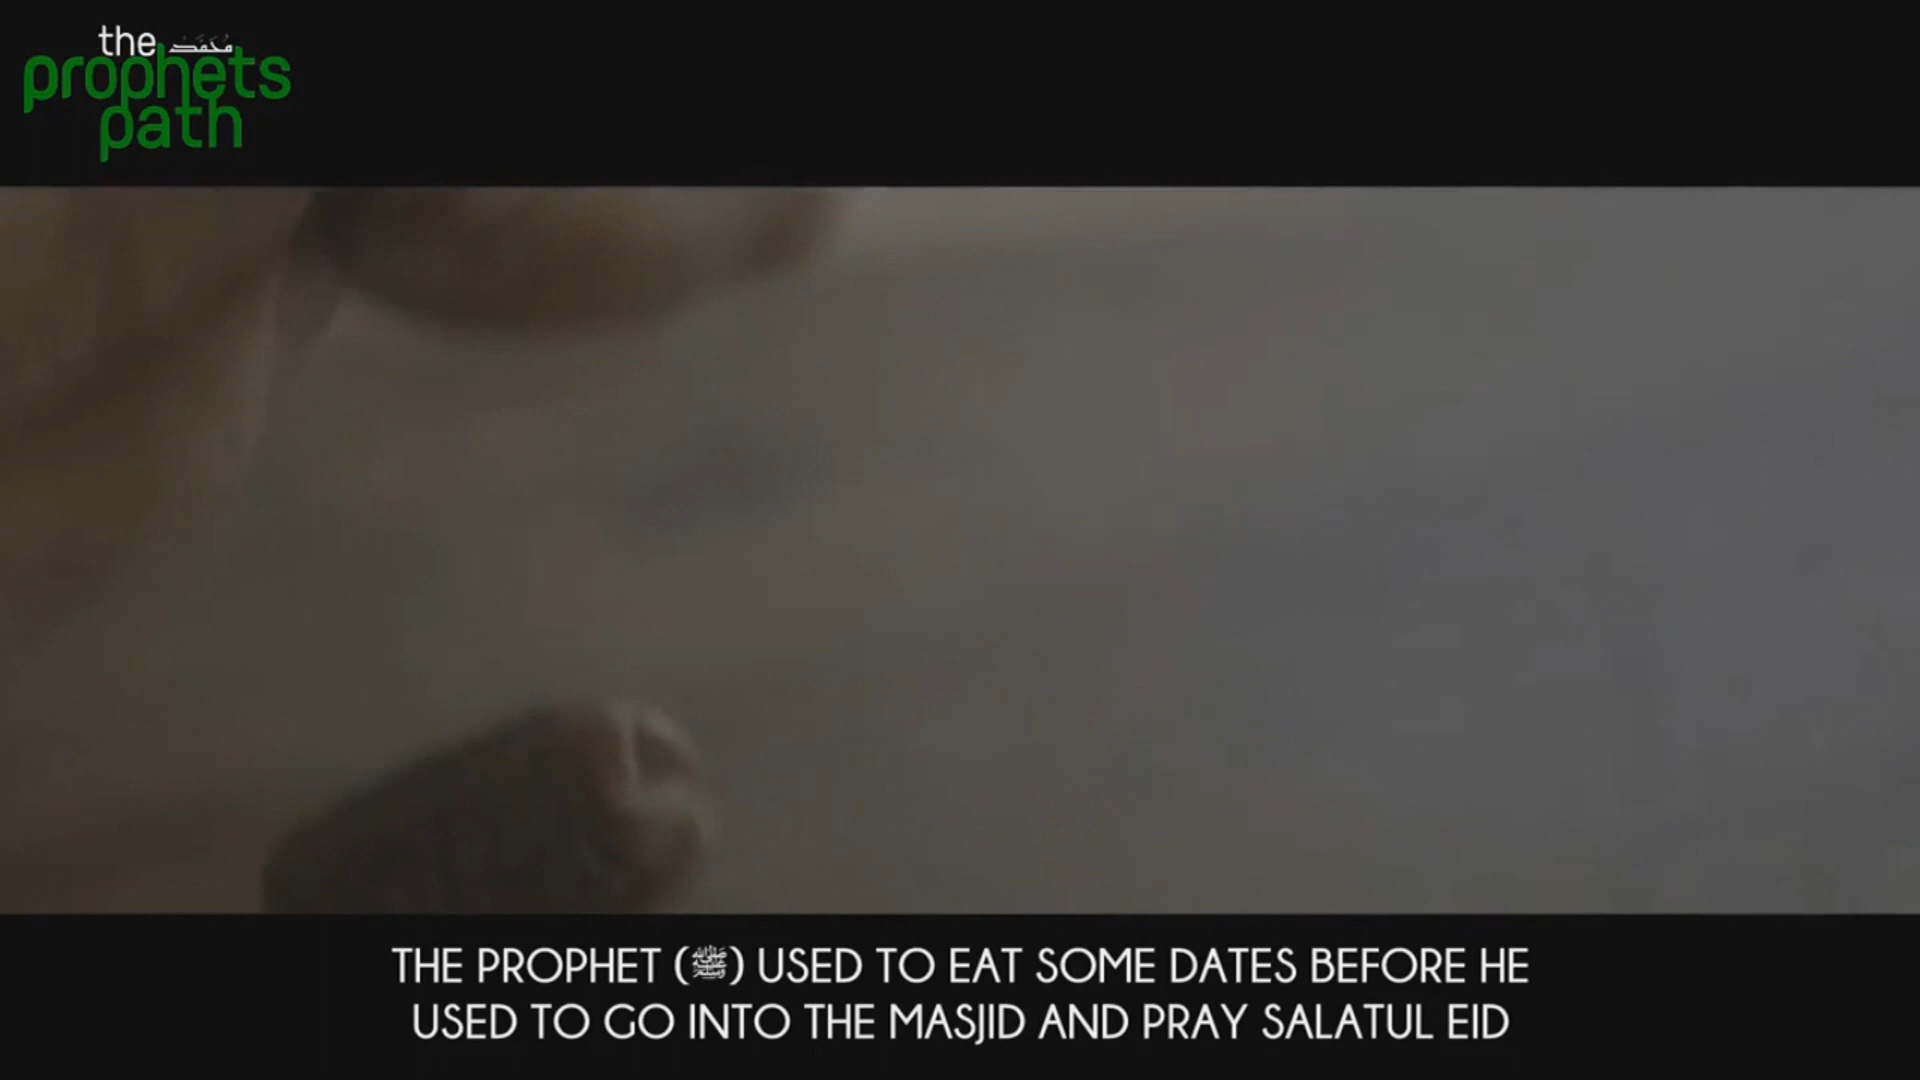 the مُحَمَّد
prophets
path
THE PROPHET (ﷺ) USED TO EAT SOME DATES BEFORE HE
USED TO GO INTO THE MASJID AND PRAY SALATUL EID